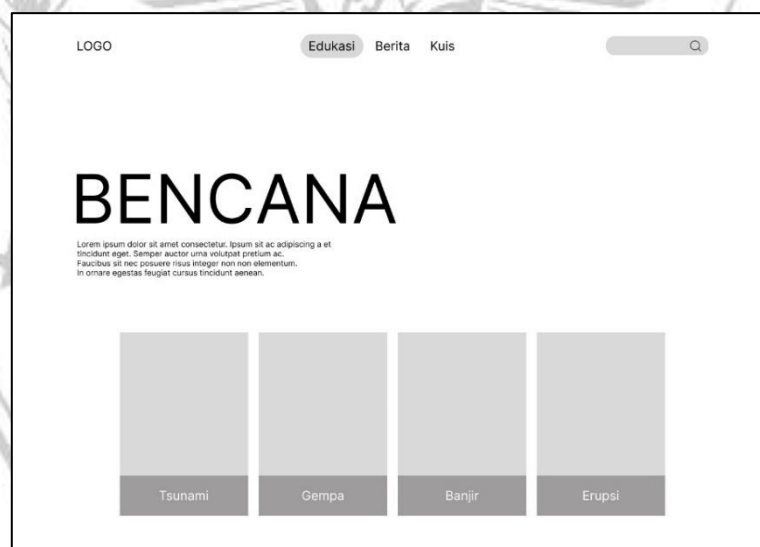 LOGO
Edukasi Berita Kuis
BENCANA
Lorem ipsum dolor sit amet consectetur. Ipsum sit ac adipiscing a et
tincidunt eget. Semper auctor urna volutpat pretium ac.
Faucibus sit nec posuere risus integer non non elementum.
In ornare egestas feugiat cursus tincidunt aenean.
Tsunami Gempa Banjir Erupsi